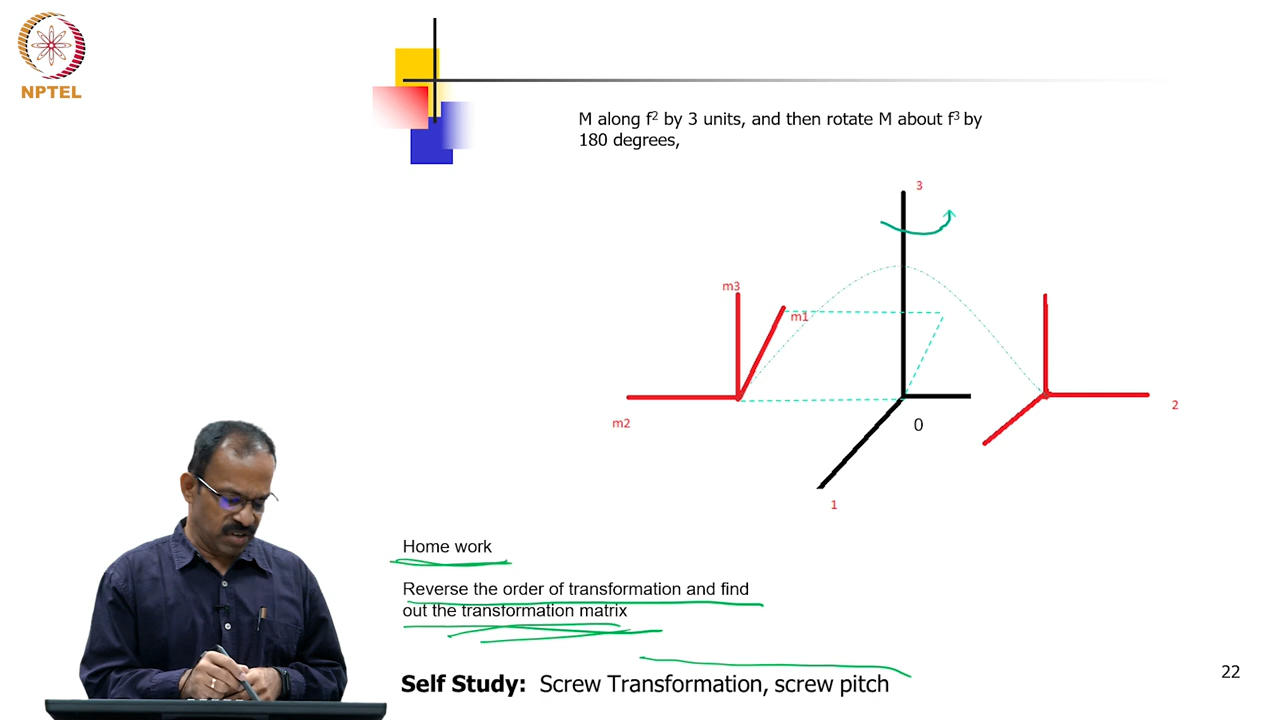 NPTEL
M along f² by 3 units, and then rotate M about f³ by
180 degrees,
3
m3
m1
m2
2
0
1
Home work
Reverse the order of transformation and find
out the transformation matrix
Self Study: Screw Transformation, screw pitch
22